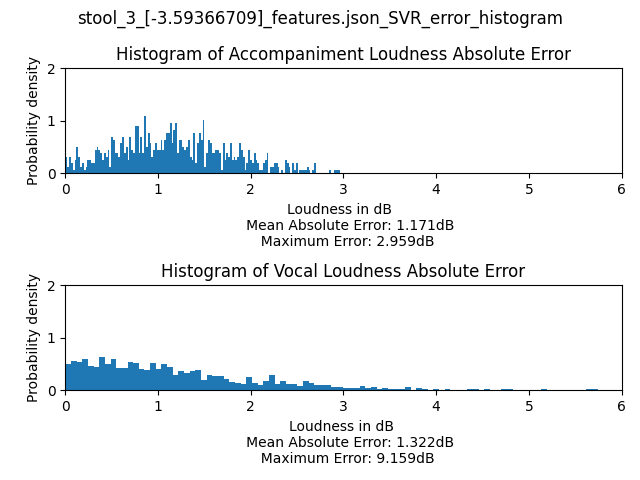 stool_3_[-3.59366709]_features.json_SVR_error_histogram
Histogram of Accompaniment Loudness Absolute Error
Probability density
2
1
0
0 1 2 3 4 5 6
Loudness in dB
Mean Absolute Error: 1.171dB
Maximum Error: 2.959dB
Histogram of Vocal Loudness Absolute Error
Probability density
2
1
0
0 1 2 3 4 5 6
Loudness in dB
Mean Absolute Error: 1.322dB
Maximum Error: 9.159dB